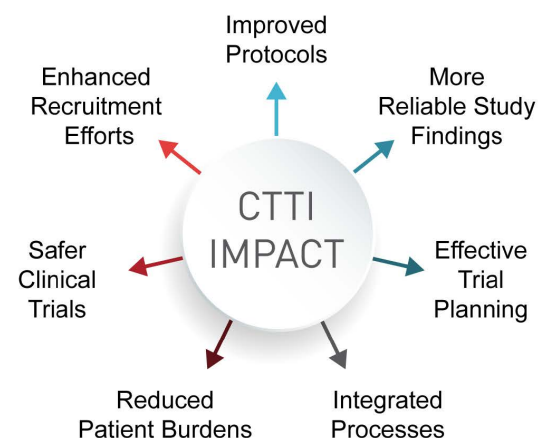 Improved
Protocols
Enhanced
Recruitment
Efforts
More
Reliable Study
Findings
CTTI
IMPACT
Safer
Clinical
Trials
Effective
Trial
Planning
Reduced
Patient Burdens
Integrated
Processes